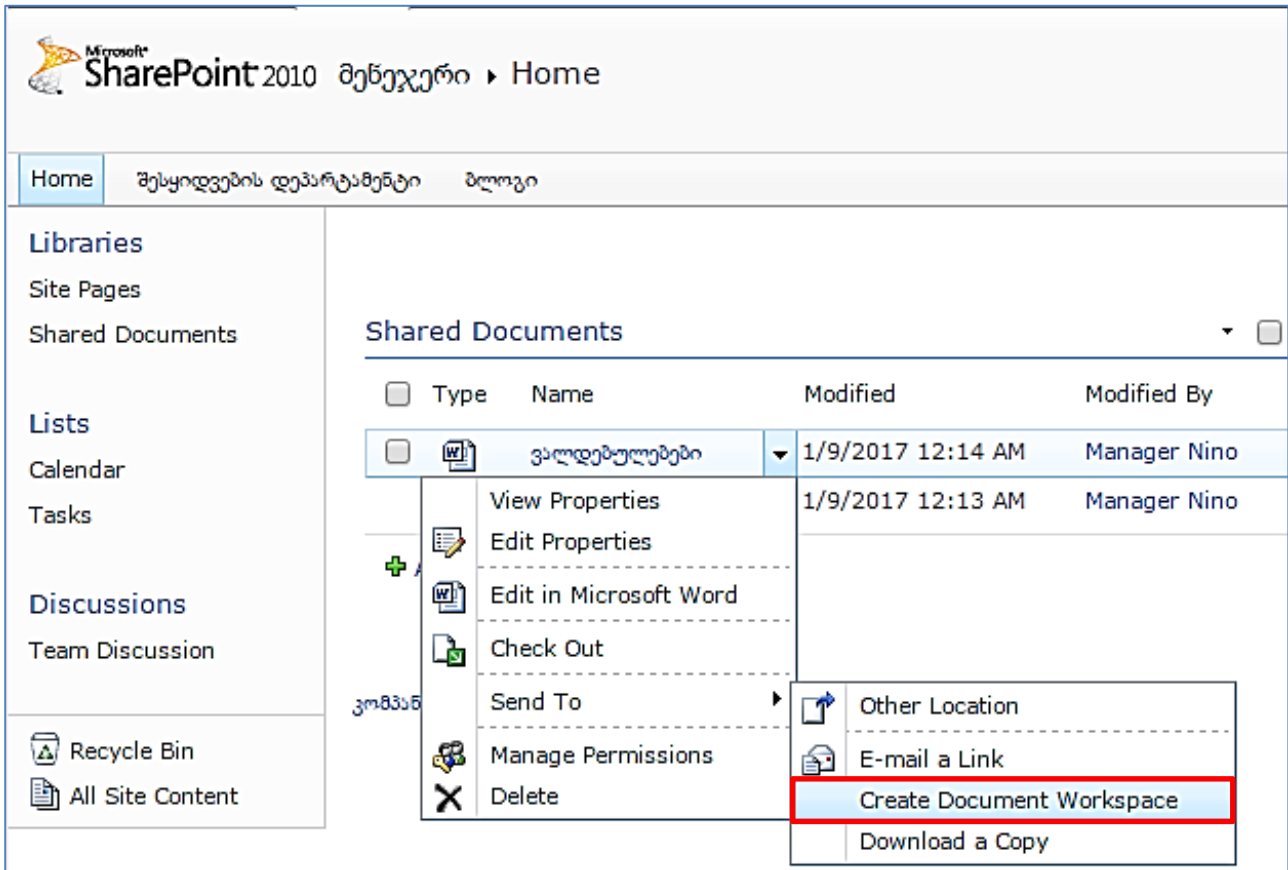 Microsoft®
SharePoint 2010 მენეჯერი ▸ Home
Home შესყიდვების დეპარტამენტი ბლოგი
Libraries
Site Pages
Shared Documents
Lists
Calendar
Tasks
Discussions
Team Discussion
Recycle Bin
All Site Content
Shared Documents
Type Name Modified Modified By
ვალდებულებები 1/9/2017 12:14 AM Manager Nino
1/9/2017 12:13 AM Manager Nino
View Properties
Edit Properties
Edit in Microsoft Word
Check Out
Send To
Manage Permissions
Delete
Other Location
E-mail a Link
Create Document Workspace
Download a Copy